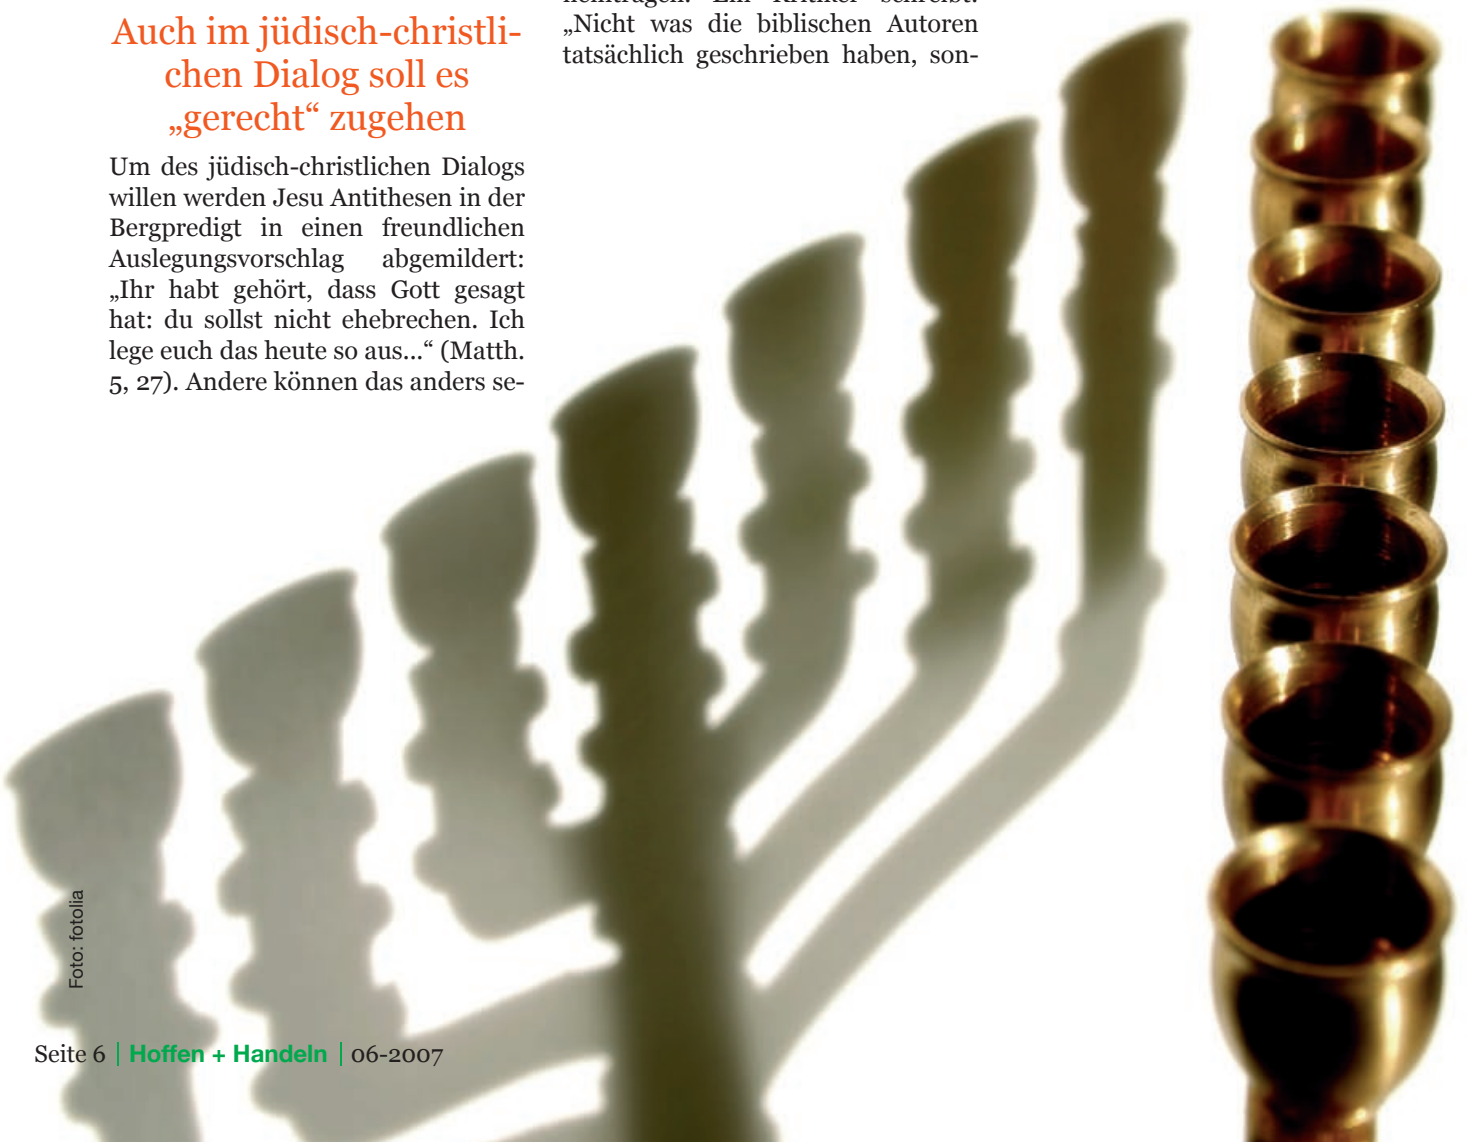 Auch im jüdisch-christli-
chen Dialog soll es
„gerecht“ zugehen
Um des jüdisch-christlichen Dialogs
willen werden Jesu Antithesen in der
Bergpredigt in einen freundlichen
Auslegungsvorschlag abgemildert:
„Ihr habt gehört, dass Gott gesagt
hat: du sollst nicht ehebrechen. Ich
lege euch das heute so aus...“ (Matth.
5, 27). Andere können das anders se-
„Nicht was die biblischen Autoren
tatsächlich geschrieben haben, son-
Foto: fotolia
Seite 6 | Hoffen + Handeln | 06-2007